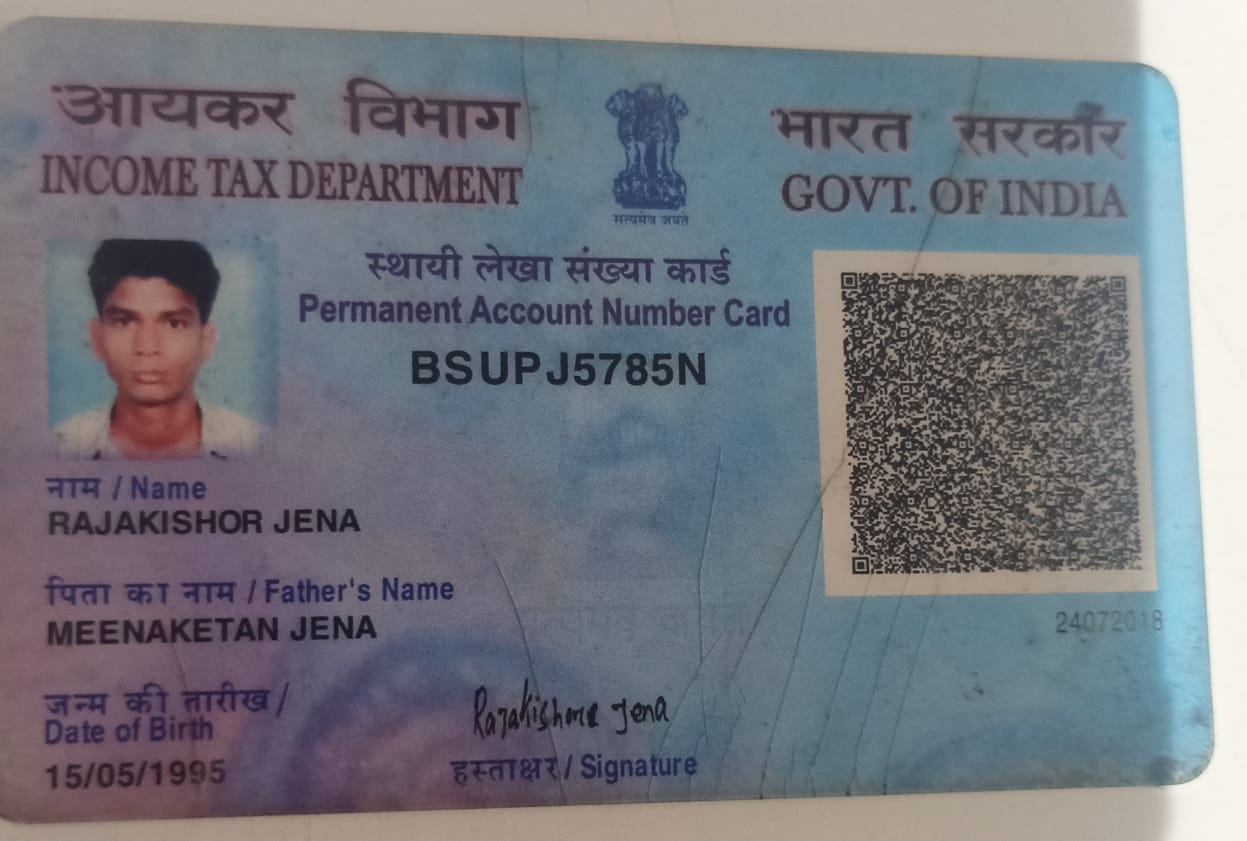 आयकर विभाग
INCOME TAX DEPARTMENT
सत्यमेव जयते
भारत सरकार
GOVT. OF INDIA
स्थायी लेखा संख्या कार्ड
Permanent Account Number Card
BSUPJ5785N
नाम / Name
RAJAKISHOR JENA
पिता का नाम / Father's Name
MEENAKETAN JENA
24072018
जन्म की तारीख /
Date of Birth
15/05/1995
Rajakishore Jena
हस्ताक्षर / Signature